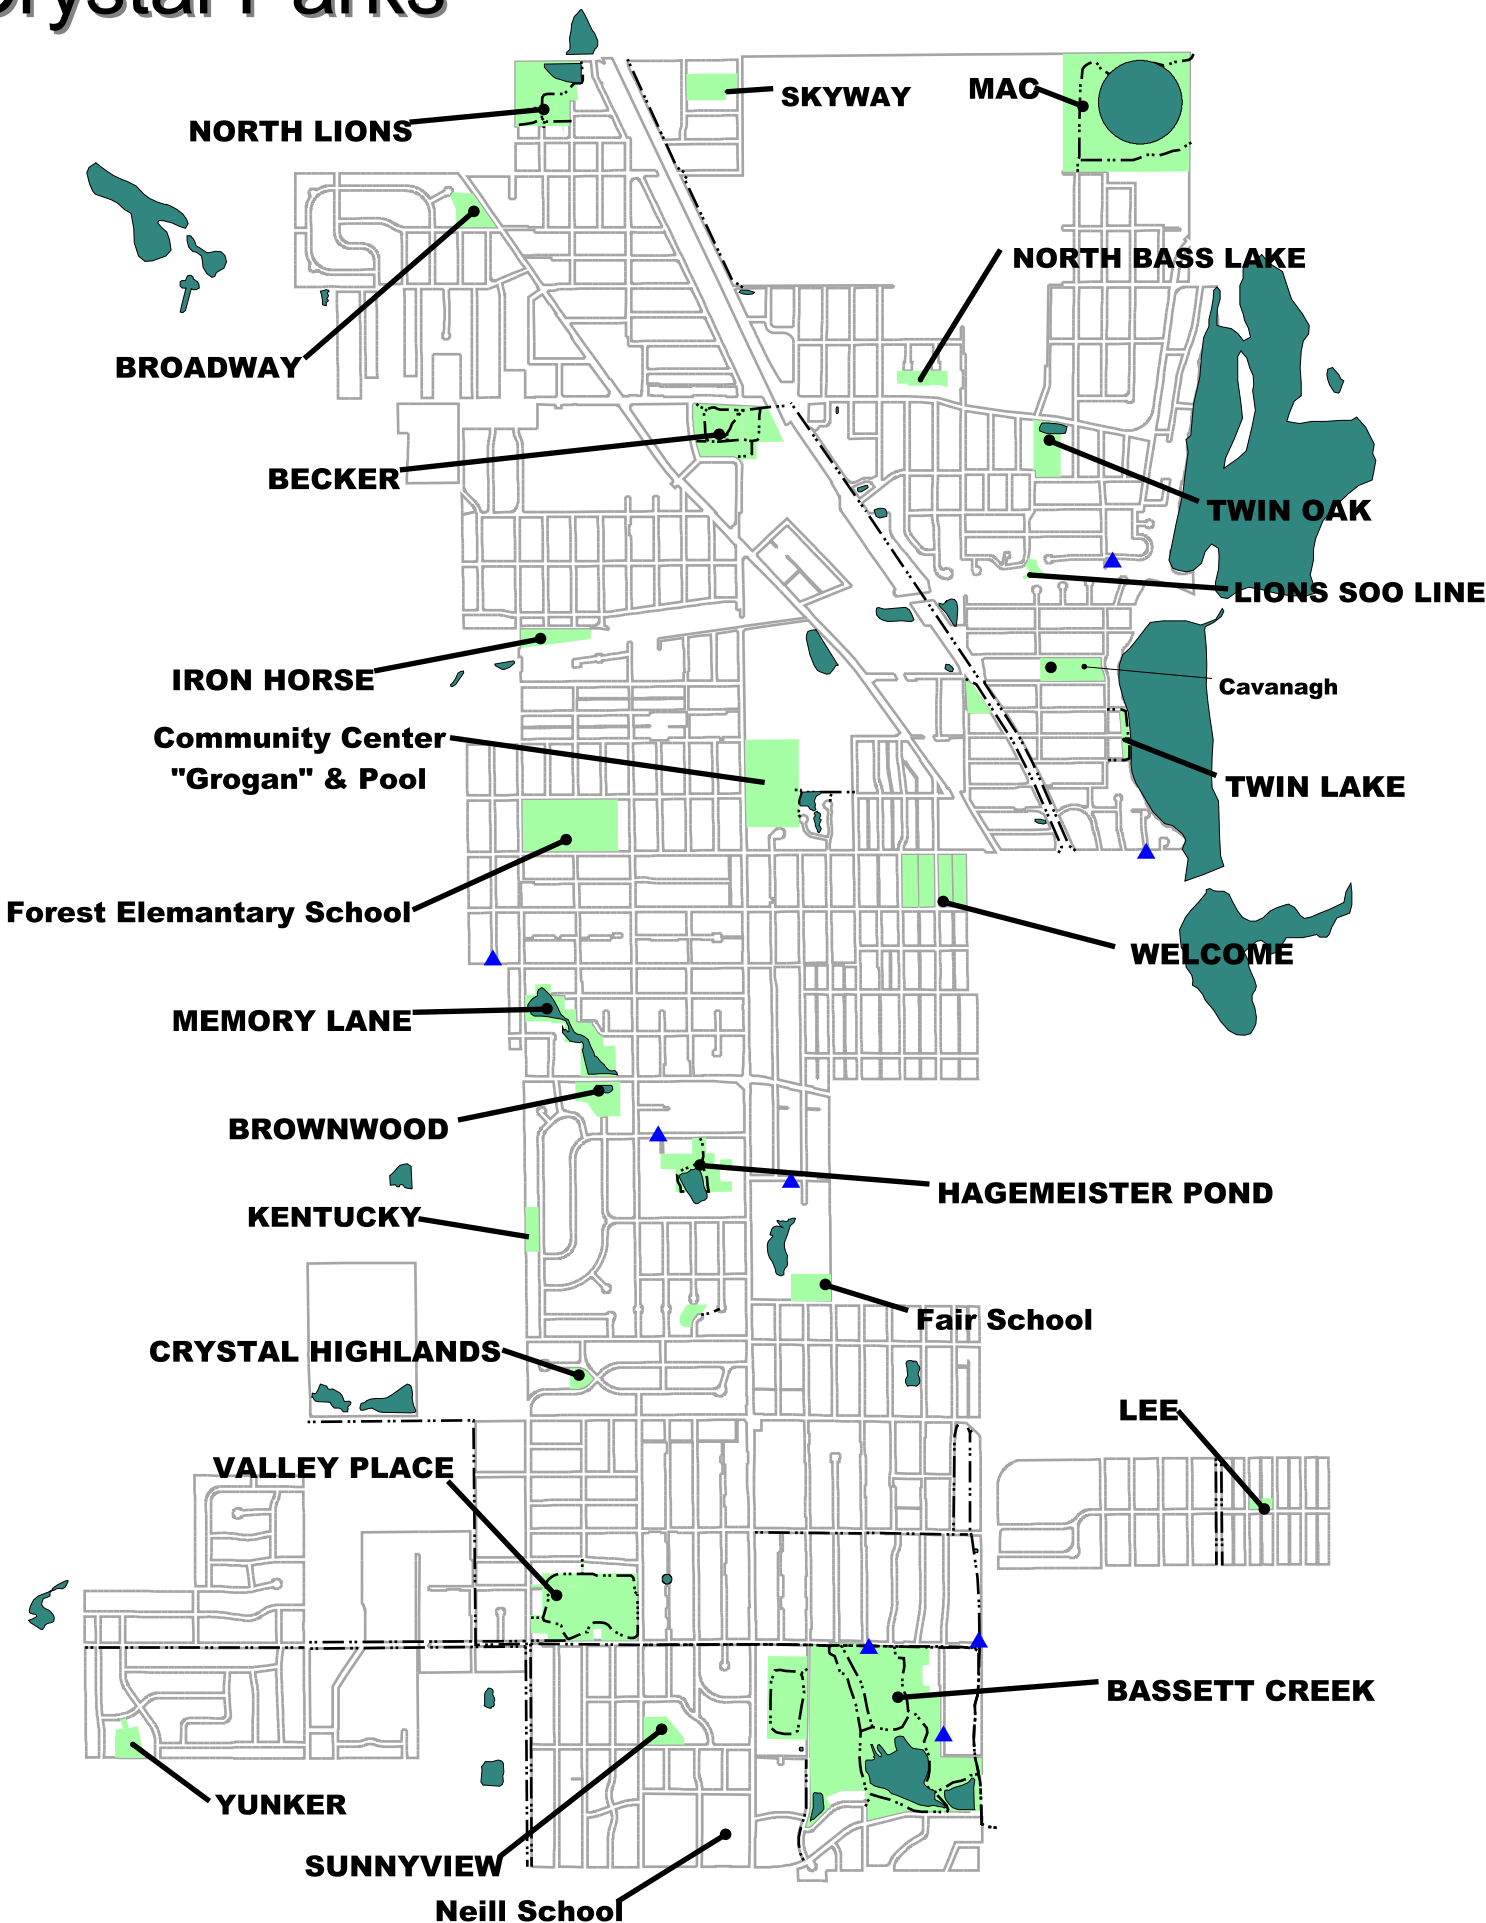 Crystal Parks
SKYWAY
MAC
NORTH LIONS
NORTH BASS LAKE
BROADWAY
BECKER
TWIN OAK
LIONS SOO LINE
IRON HORSE
Cavanagh
Community Center
"Grogan" & Pool
TWIN LAKE
Forest Elemantary School
WELCOME
MEMORY LANE
BROWNWOOD
HAGEMEISTER POND
KENTUCKY
Fair School
CRYSTAL HIGHLANDS
LEE
VALLEY PLACE
BASSETT CREEK
YUNKER
SUNNYVIEW
Neill School